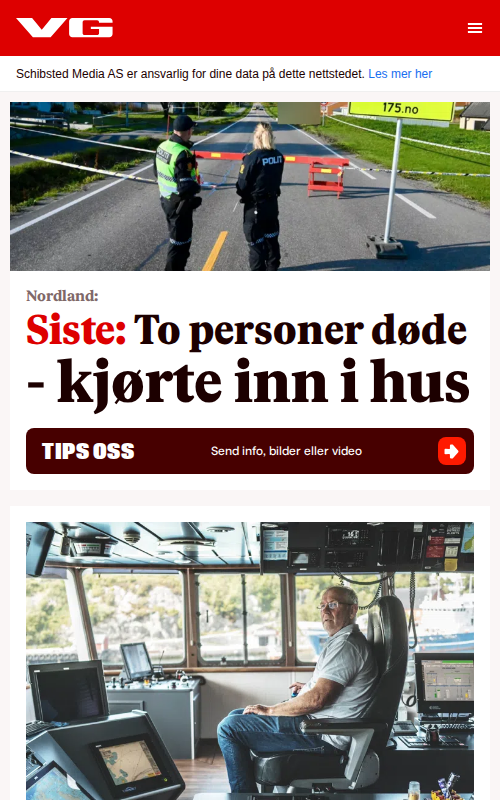 VG
Schibsted Media AS er ansvarlig for dine data på dette nettstedet. Les mer her
175.no
POLITI
Nordland:
Siste: To personer døde
- kjørte inn i hus
TIPS OSS
Send info, bilder eller video